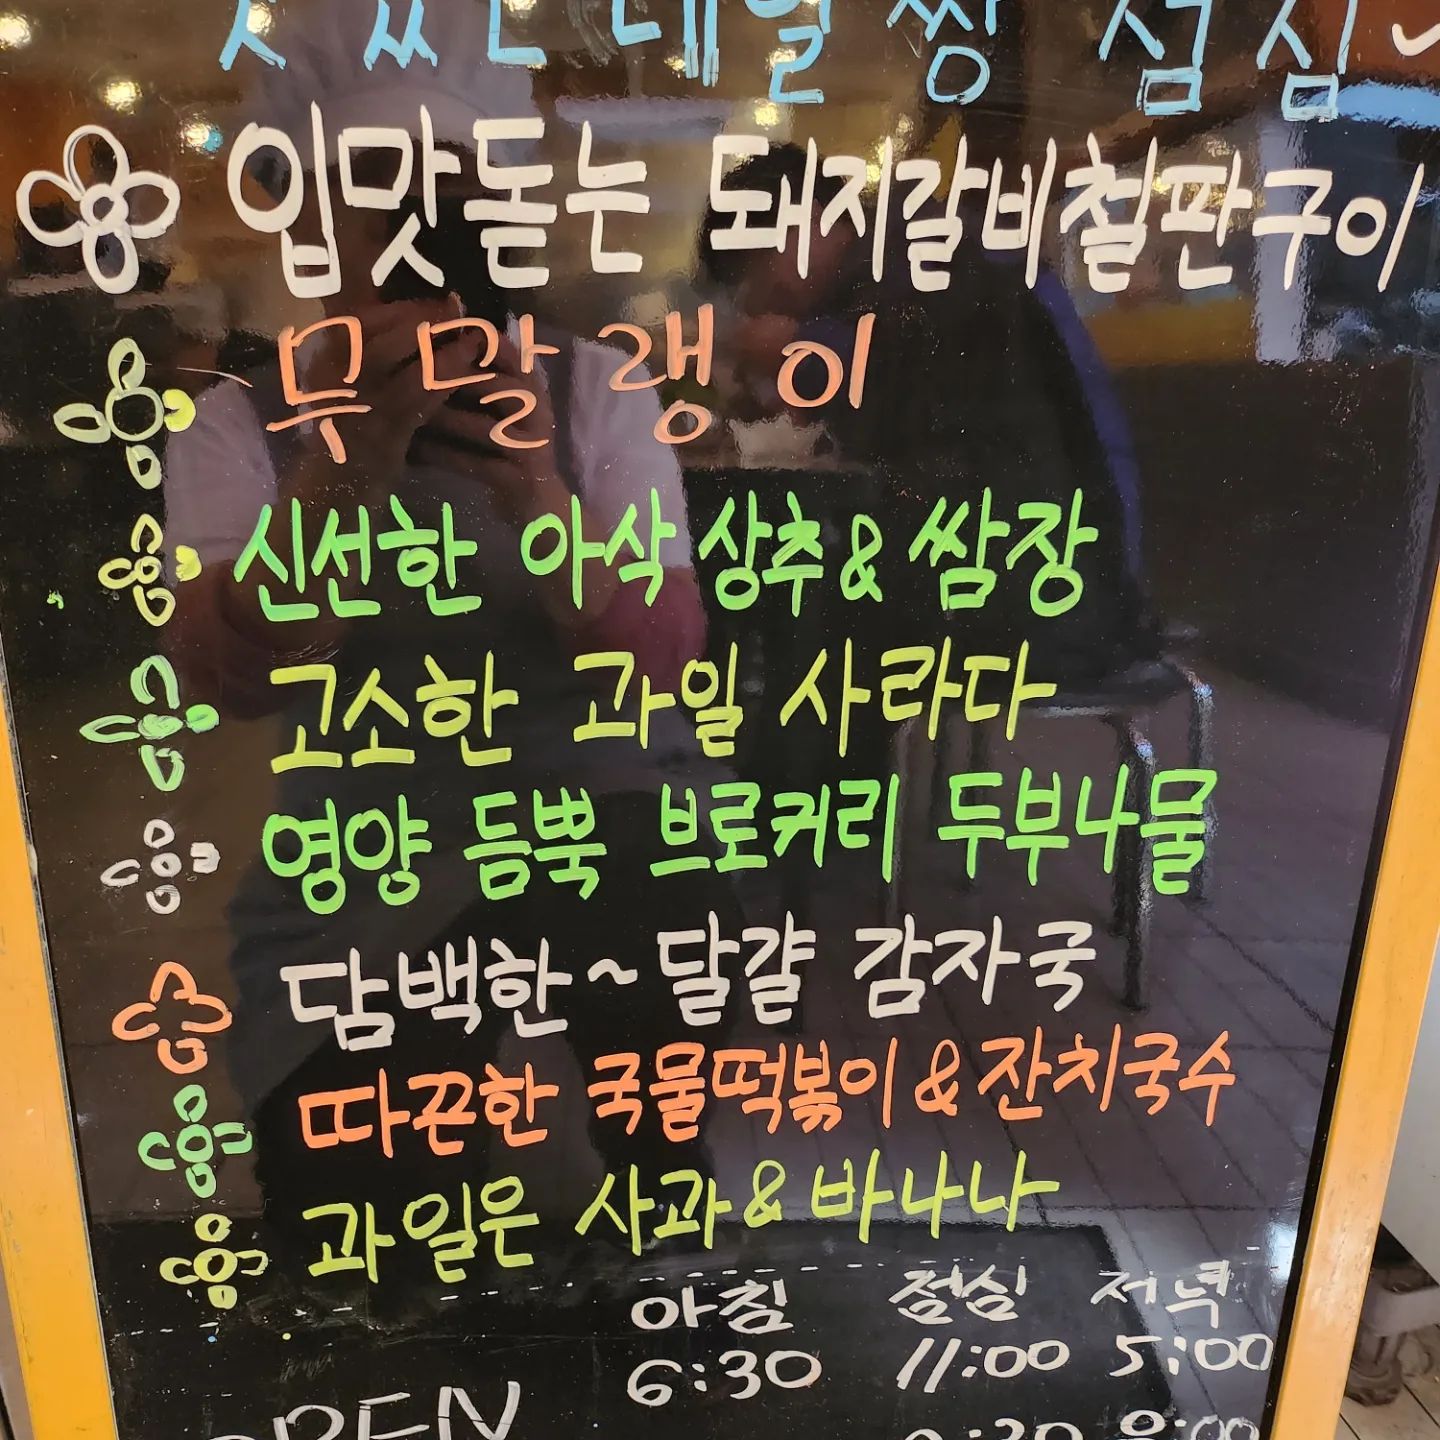 점심
입맛돋는 돼지갈비철판구이
무말랭이
신선한 아삭 상추 & 쌈장
고소한 과일 사라다
영양 듬뿍 브로커리 두부나물
담백한~ 달걀 감자국
따끈한 국물떡볶이 & 잔치국수
과일은 사과 & 바나나
아침 점심 저녁
6:30 11:00 5:00
OPEN